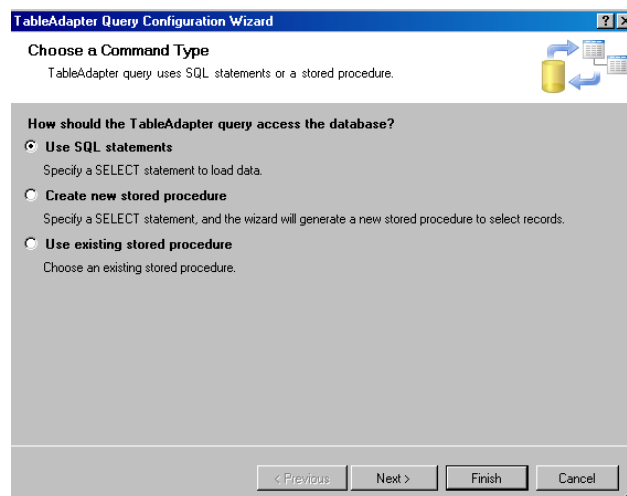 TableAdapter Query Configuration Wizard
Choose a Command Type
TableAdapter query uses SQL statements or a stored procedure.
How should the TableAdapter query access the database?
Use SQL statements
Specify a SELECT statement to load data.
Create new stored procedure
Specify a SELECT statement, and the wizard will generate a new stored procedure to select records.
Use existing stored procedure
Choose an existing stored procedure.
< Previous Next > Finish Cancel